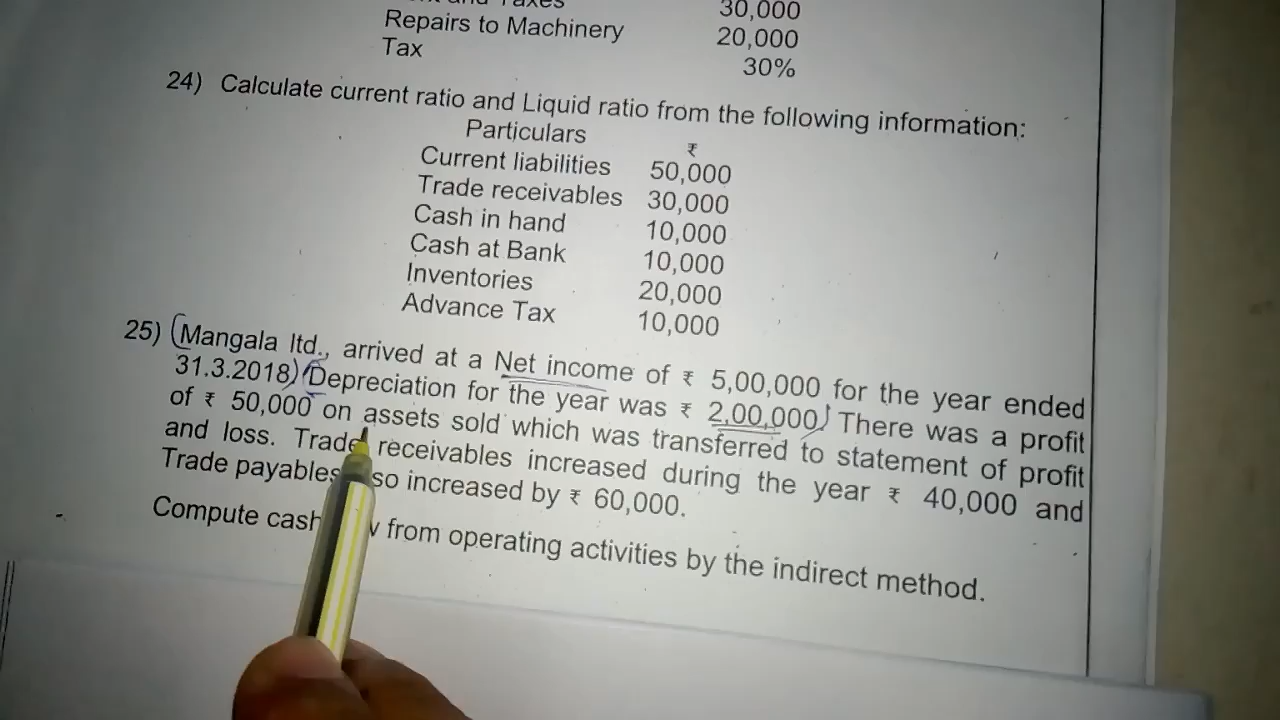 Taxes 30,000
Repairs to Machinery 20,000
Tax 30%
24) Calculate current ratio and Liquid ratio from the following information:
Particulars ₹
Current liabilities 50,000
Trade receivables 30,000
Cash in hand 10,000
Cash at Bank 10,000
Inventories 20,000
Advance Tax 10,000
25) Mangala ltd., arrived at a Net income of ₹ 5,00,000 for the year ended
31.3.2018) Depreciation for the year was ₹ 2,00,000 There was a profit
of ₹ 50,000 on assets sold which was transferred to statement of profit
and loss. Trade receivables increased during the year ₹ 40,000 and
Trade payables so increased by ₹ 60,000.
Compute cash from operating activities by the indirect method.